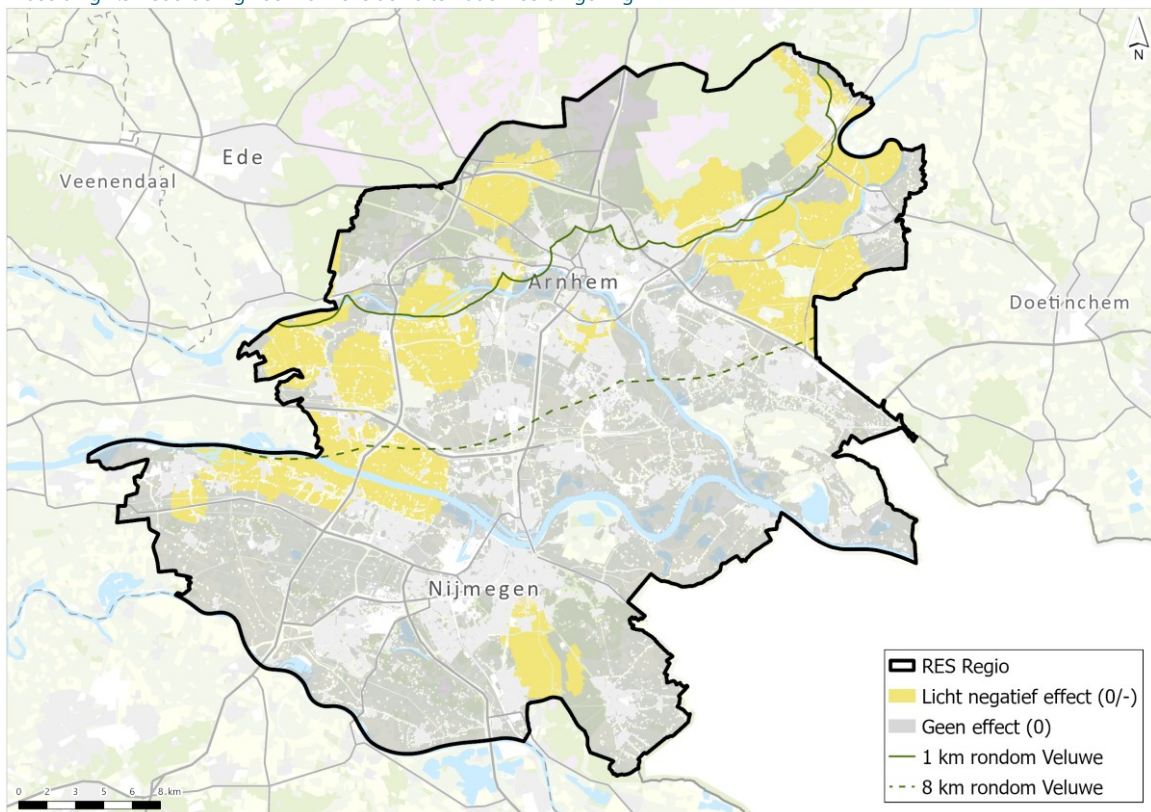 N
Ede
Veenendaal
Arnhem
Doetinchem
Nijmegen
RES Regio
Licht negatief effect (0/-)
Geen effect (0)
1 km rondom Veluwe
8 km rondom Veluwe
0 2 3 5 6 8 km